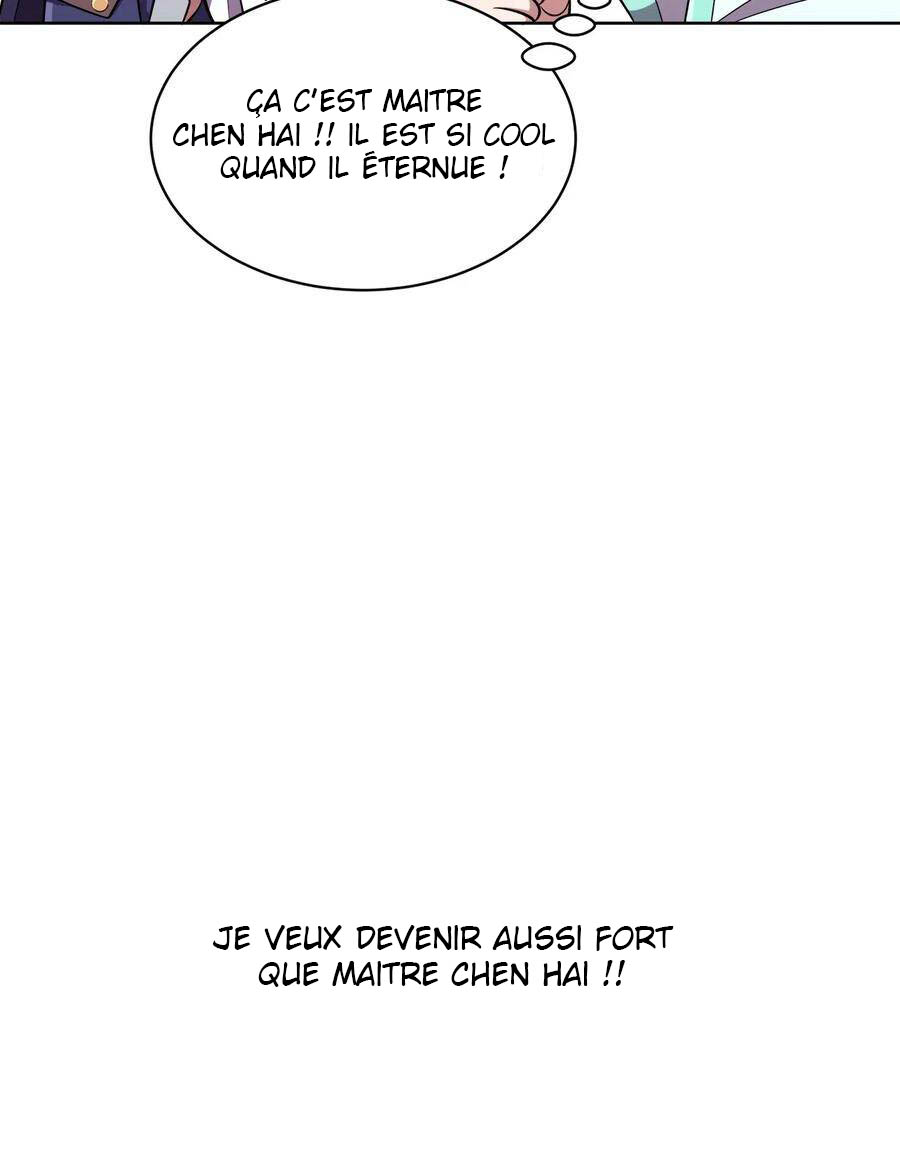 ÇA C'EST MAITRE
CHEN HAI !! IL EST SI COOL
QUAND IL ÉTERNUE !
JE VEUX DEVENIR AUSSI FORT
QUE MAITRE CHEN HAI !!